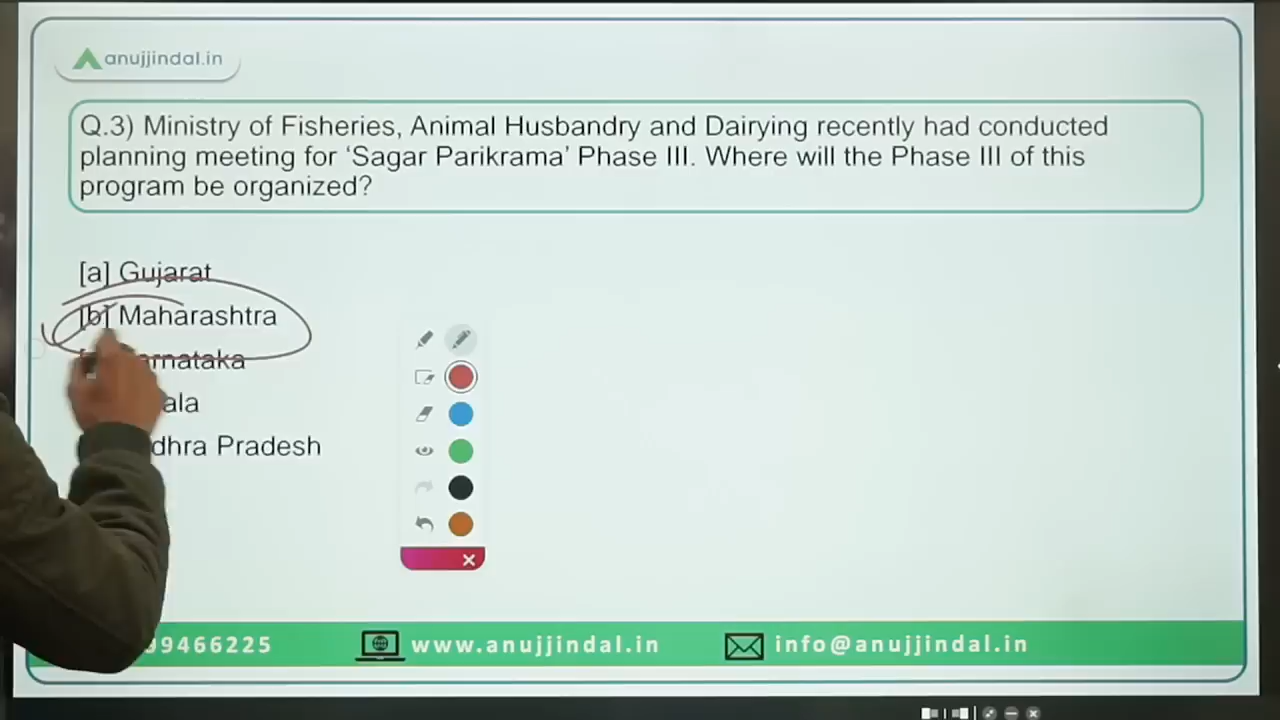 anujjindal.in
Q.3) Ministry of Fisheries, Animal Husbandry and Dairying recently had conducted
planning meeting for ‘Sagar Parikrama’ Phase III. Where will the Phase III of this
program be organized?
[a] Gujarat
[b] Maharashtra
arnataka
ala
dhra Pradesh
99466225
www.anujjindal.in
info@anujjindal.in